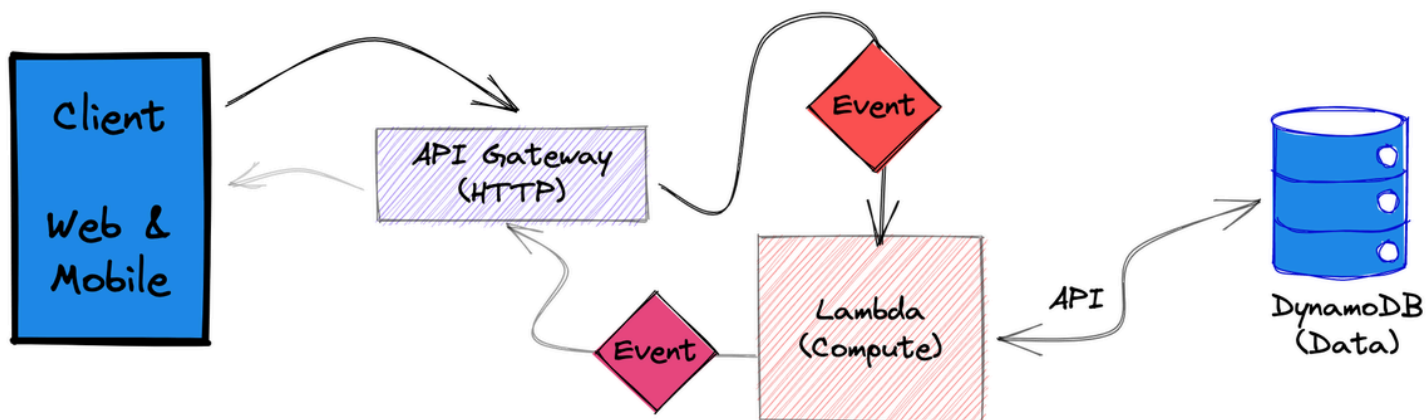 Client
Web &
Mobile
API Gateway
(HTTP)
Event
Event
Lambda
(Compute)
API
DynamoDB
(Data)